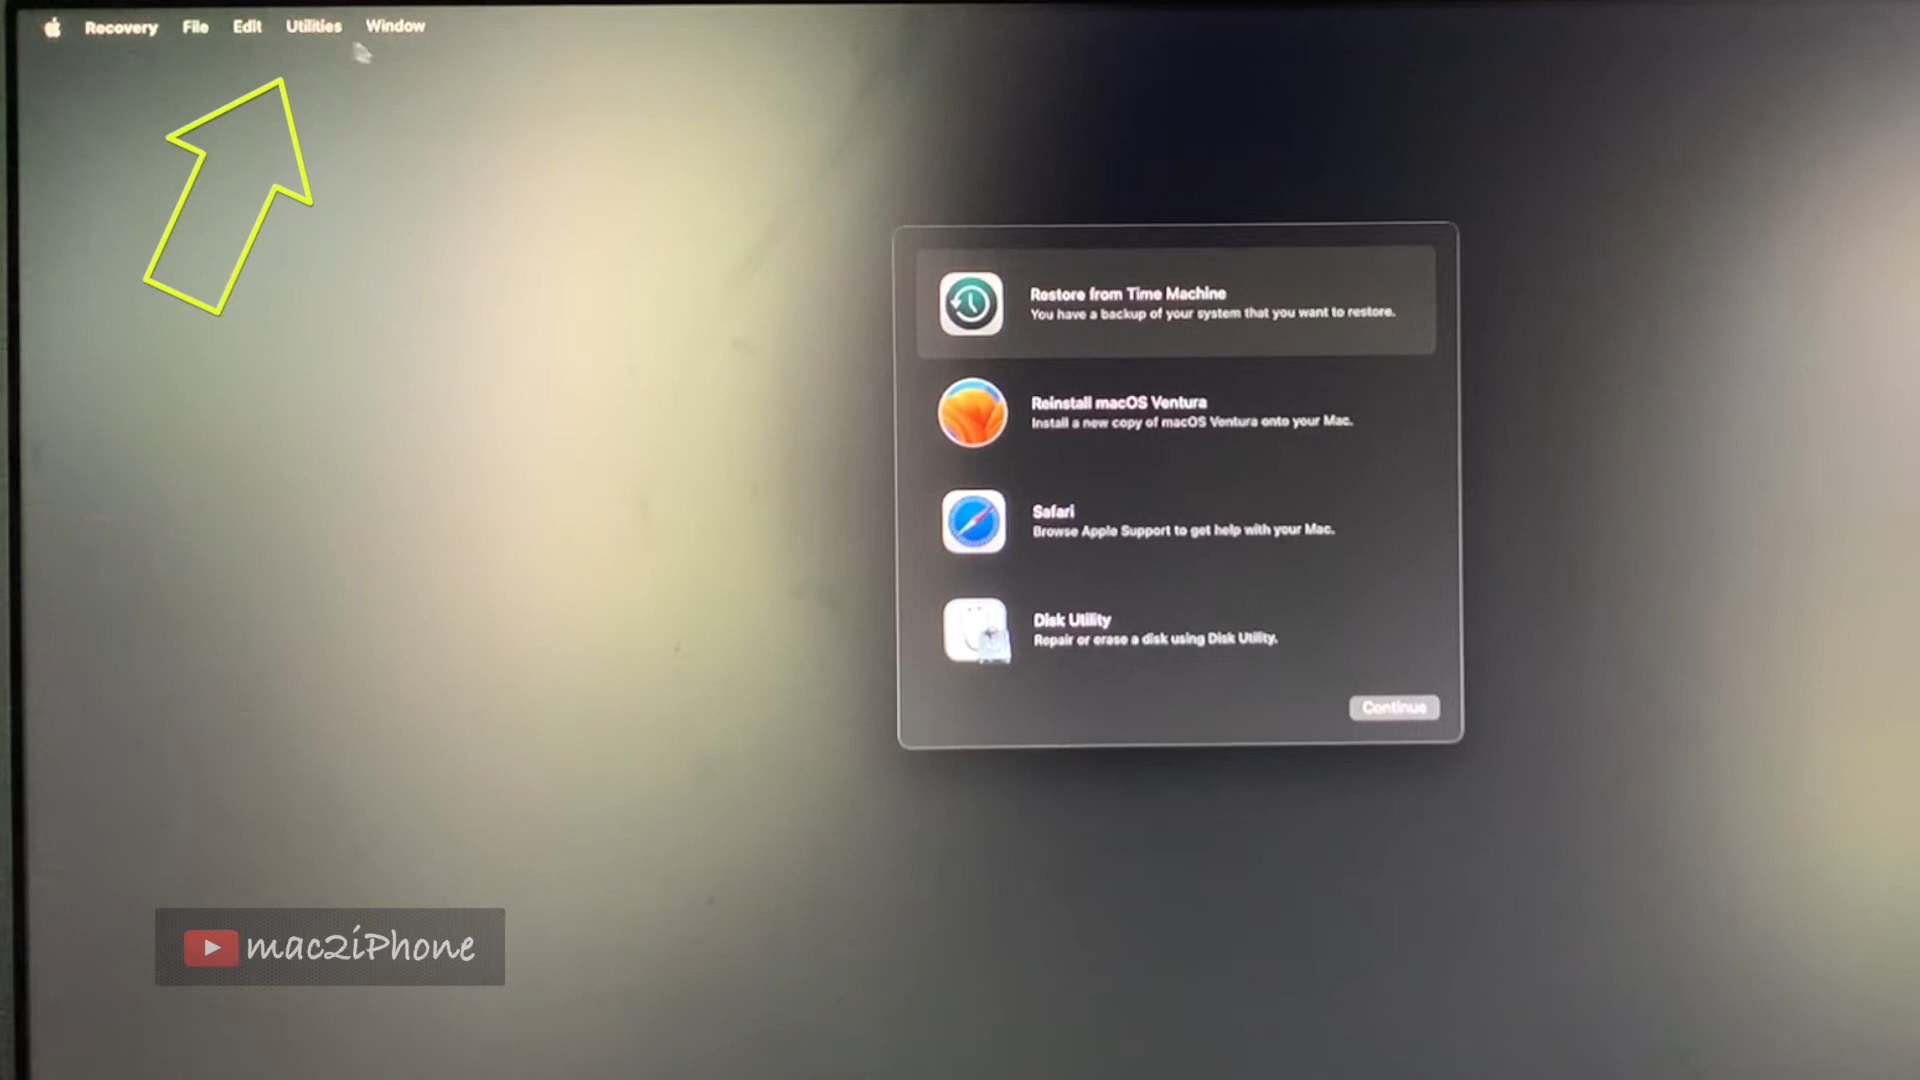 Recovery File Edit Utilities Window
Restore from Time Machine
You have a backup of your system that you want to restore.
Reinstall macOS Ventura
Install a new copy of macOS Ventura onto your Mac.
Safari
Browse Apple Support to get help with your Mac.
Disk Utility
Repair or erase a disk using Disk Utility.
Continue
mac2iPhone